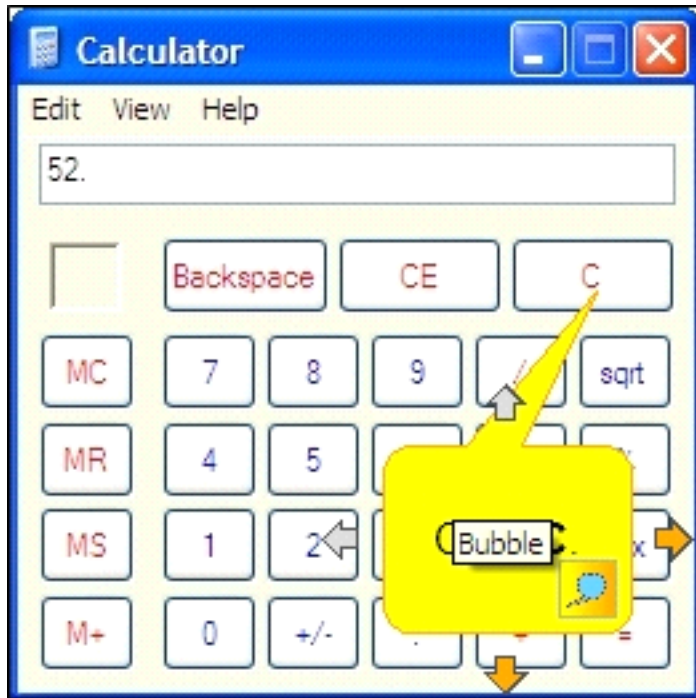 Calculator
Edit View Help
52.
Backspace CE C
MC 7 8 9 / sqrt
MR 4 5
Bubble
MS 1 2
M+ 0 +/- . + =